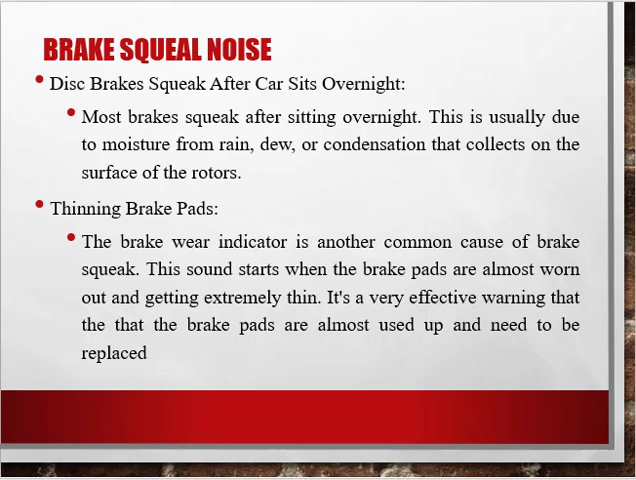 BRAKE SQUEAL NOISE
• Disc Brakes Squeak After Car Sits Overnight:
• Most brakes squeak after sitting overnight. This is usually due
to moisture from rain, dew, or condensation that collects on the
surface of the rotors.
• Thinning Brake Pads:
• The brake wear indicator is another common cause of brake
squeak. This sound starts when the brake pads are almost worn
out and getting extremely thin. It's a very effective warning that
the that the brake pads are almost used up and need to be
replaced